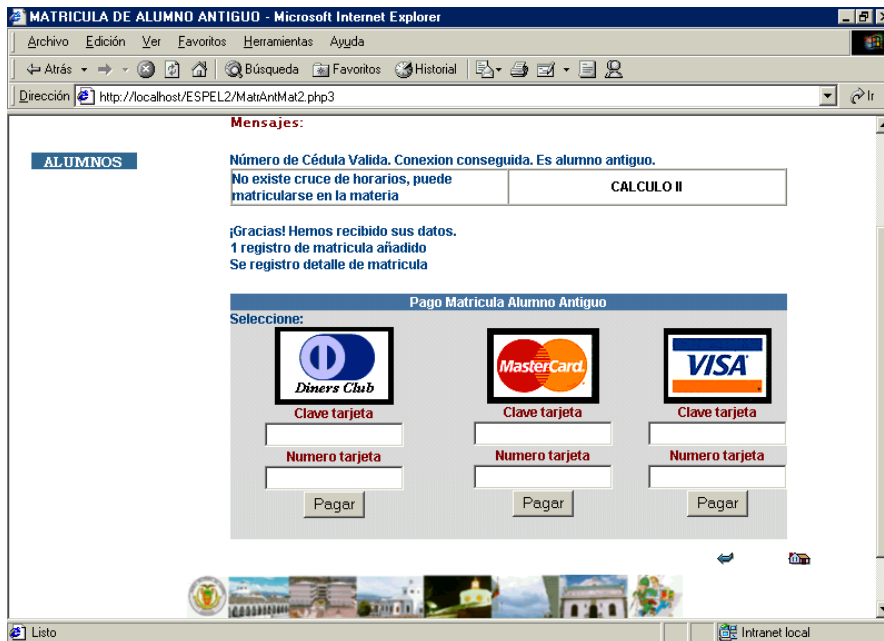 MATRICULA DE ALUMNO ANTIGUO - Microsoft Internet Explorer
Archivo Edición Ver Favoritos Herramientas Ayuda
Atrás Búsqueda Favoritos Historial
Dirección http://localhost/ESPEL2/MatrAntMat2.php3 Ir
Mensajes:
ALUMNOS
Número de Cédula Valida. Conexion conseguida. Es alumno antiguo.
No existe cruce de horarios, puede
matricularse en la materia
CALCULO II
¡Gracias! Hemos recibido sus datos.
1 registro de matricula añadido
Se registro detalle de matricula
Pago Matricula Alumno Antiguo
Seleccione:
Diners Club MasterCard VISA
Clave tarjeta Clave tarjeta Clave tarjeta
Numero tarjeta Numero tarjeta Numero tarjeta
Pagar Pagar Pagar
Listo Intranet local